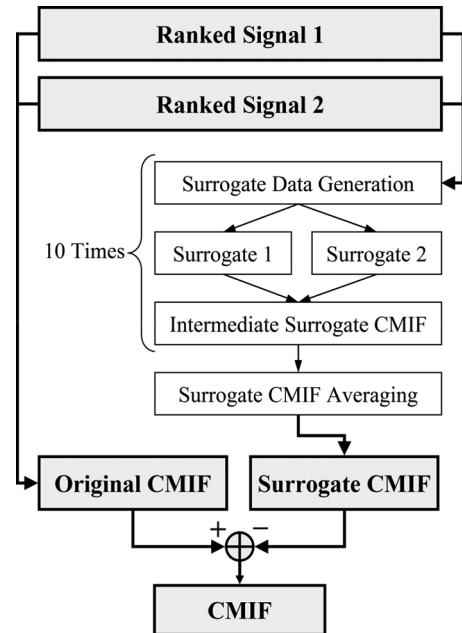 Ranked Signal 1
Ranked Signal 2
Surrogate Data Generation
10 Times
Surrogate 1
Surrogate 2
Intermediate Surrogate CMIF
Surrogate CMIF Averaging
Original CMIF
Surrogate CMIF
+
−
CMIF